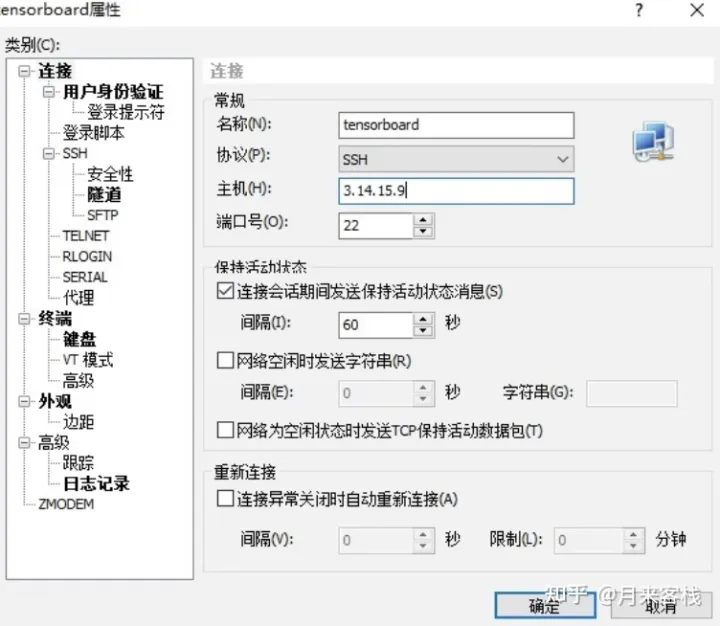 tensorboard属性
?
类别(C):
连接
用户身份验证
登录提示符
登录脚本
SSH
安全性
隧道
SFTP
TELNET
RLOGIN
SERIAL
代理
终端
键盘
VT 模式
高级
外观
边距
高级
跟踪
日志记录
ZMODEM
连接
常规
名称(N):
tensorboard
协议(P):
SSH
主机(H):
3.14.15.9
端口号(O):
22
保持活动状态
连接会话期间发送保持活动状态消息(S)
间隔(I):
60
秒
网络空闲时发送字符串(R)
间隔(E):
0
秒
字符串(G):
网络为空闲状态时发送TCP保持活动数据包(T)
重新连接
连接异常关闭时自动重新连接(A)
间隔(V):
0
秒
限制(L):
0
分钟
确定
取消
知乎 @月来客栈